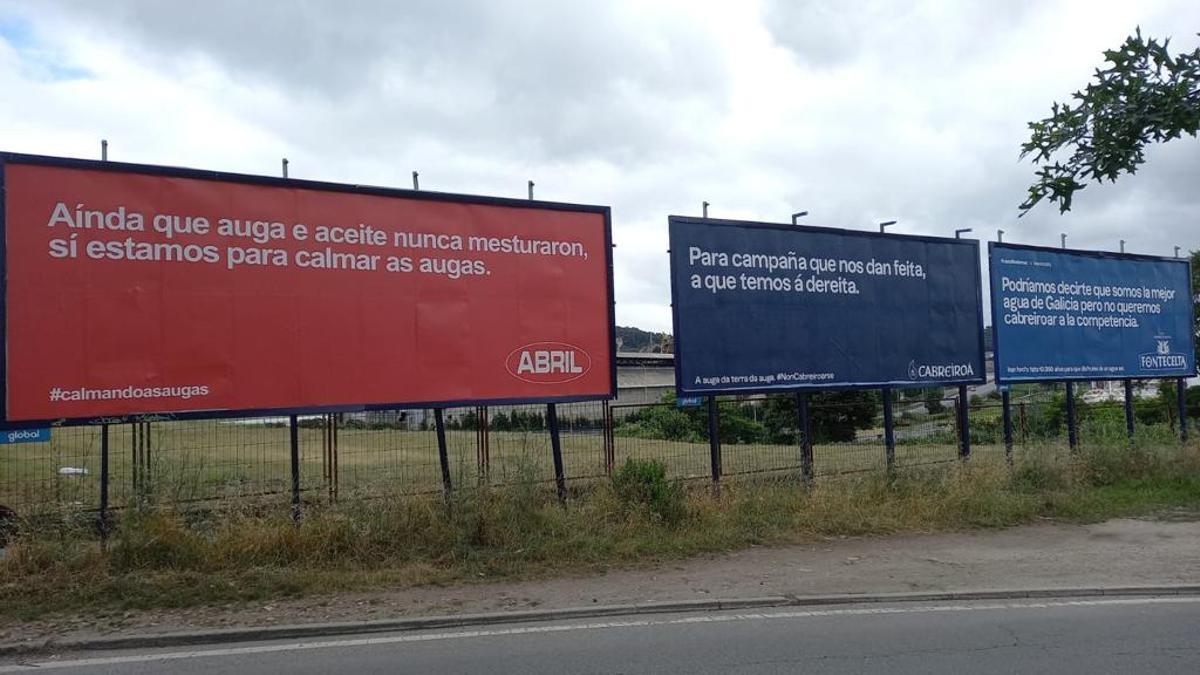 Aínda que auga e aceite nunca mesturaron,
sí estamos para calmar as augas.
ABRIL
#calmandoasaugas
global
Para campaña que nos dan feita,
a que temos á dereita.
A auga da terra da auga. #NonCabreiroarse
CABREIROÁ
Podríamos decirte que somos la mejor
agua de Galicia pero no queremos
cabreiroar a la competencia.
FONTECELTA